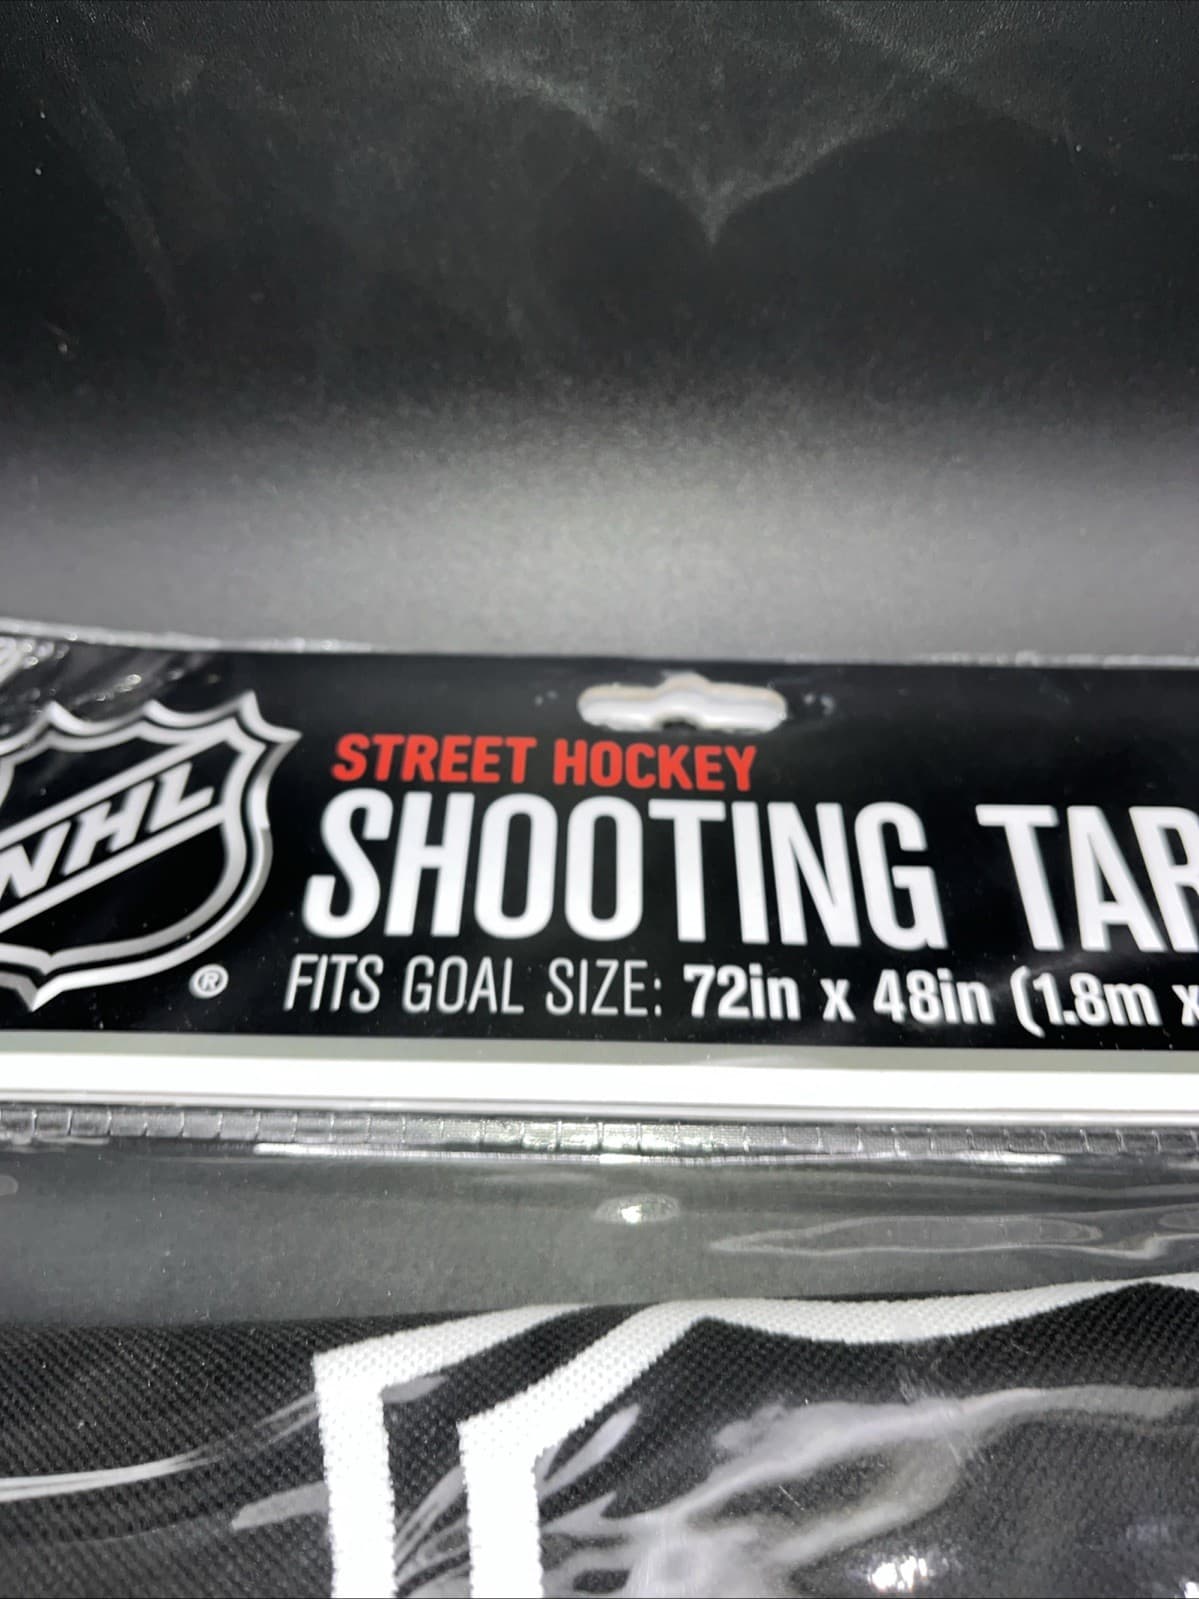 NHL
®
STREET HOCKEY
SHOOTING TAR
FITS GOAL SIZE: 72in x 48in (1.8m x